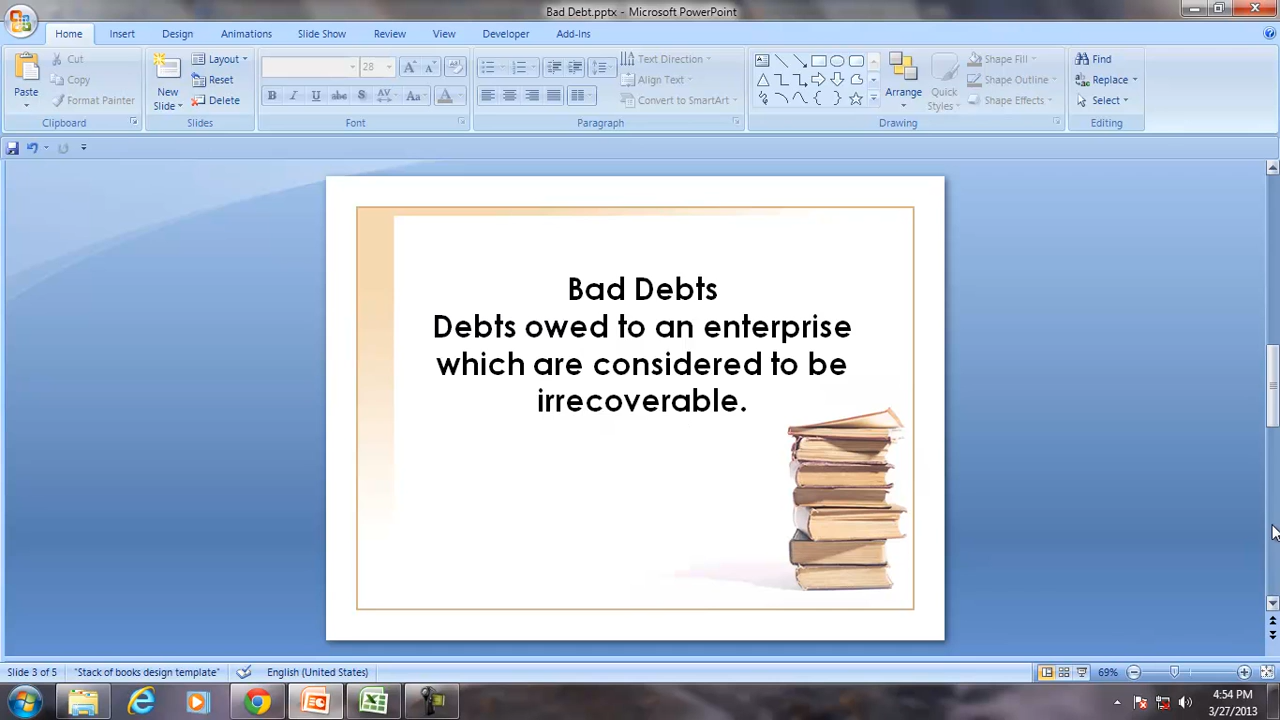 Bad Debt.pptx - Microsoft PowerPoint
Home Insert Design Animations Slide Show Review View Developer Add-Ins
Paste
Cut
Copy
Format Painter
Clipboard
New
Slide
Layout
Reset
Delete
Slides
28
B I U abc S AV Aa A
Font
Text Direction
Align Text
Convert to SmartArt
Paragraph
Arrange
Quick
Styles
Shape Fill
Shape Outline
Shape Effects
Drawing
Find
Replace
Select
Editing
Bad Debts
Debts owed to an enterprise
which are considered to be
irrecoverable.
Slide 3 of 5 "Stack of books design template" English (United States) 69%
4:54 PM
3/27/2013